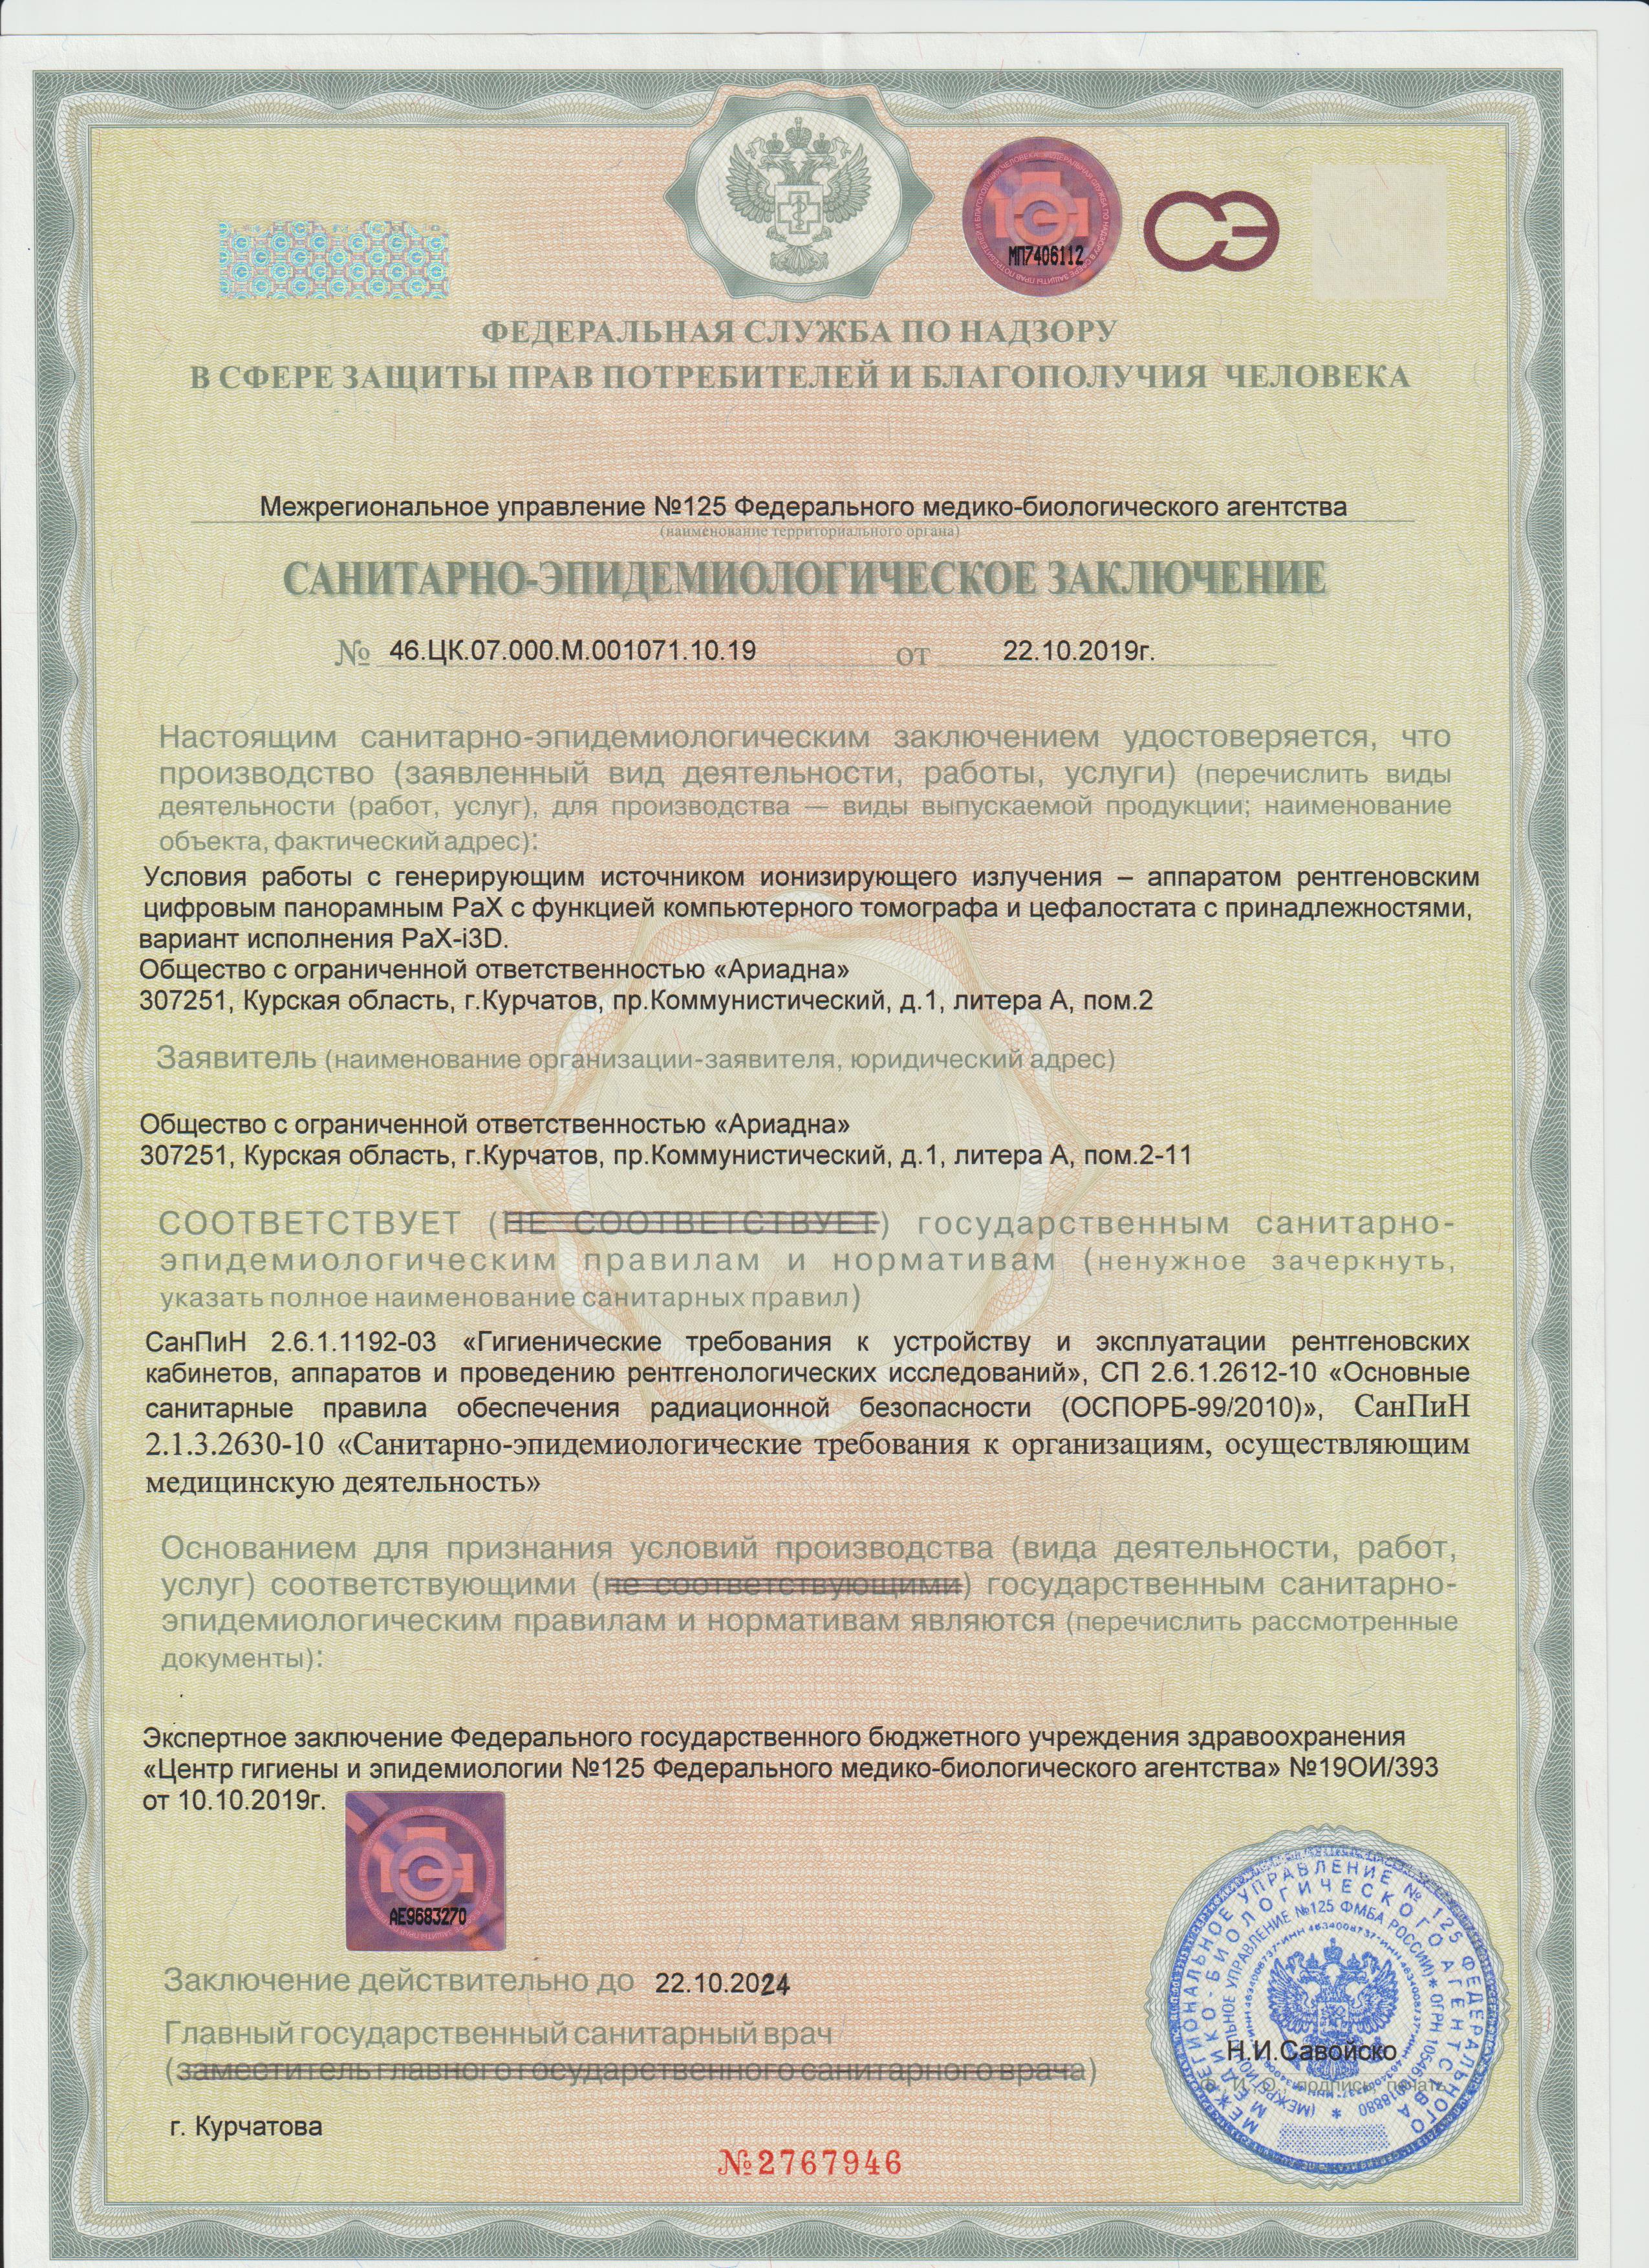 МП7406112
СЭ
ФЕДЕРАЛЬНАЯ СЛУЖБА ПО НАДЗОРУ
В СФЕРЕ ЗАЩИТЫ ПРАВ ПОТРЕБИТЕЛЕЙ И БЛАГОПОЛУЧИЯ ЧЕЛОВЕКА
Межрегиональное управление №125 Федерального медико-биологического агентства
(наименование территориального органа)
САНИТАРНО-ЭПИДЕМИОЛОГИЧЕСКОЕ ЗАКЛЮЧЕНИЕ
№ 46.ЦК.07.000.М.001071.10.19 от 22.10.2019г.
Настоящим санитарно-эпидемиологическим заключением удостоверяется, что
производство (заявленный вид деятельности, работы, услуги) (перечислить виды
деятельности (работ, услуг), для производства — виды выпускаемой продукции; наименование
объекта, фактический адрес):
Условия работы с генерирующим источником ионизирующего излучения – аппаратом рентгеновским
цифровым панорамным PaX с функцией компьютерного томографа и цефалостата с принадлежностями,
вариант исполнения PaX-i3D.
Общество с ограниченной ответственностью «Ариадна»
307251, Курская область, г.Курчатов, пр.Коммунистический, д.1, литера А, пом.2
Заявитель (наименование организации-заявителя, юридический адрес)
Общество с ограниченной ответственностью «Ариадна»
307251, Курская область, г.Курчатов, пр.Коммунистический, д.1, литера А, пом.2-11
СООТВЕТСТВУЕТ (НЕ СООТВЕТСТВУЕТ) государственным санитарно-
эпидемиологическим правилам и нормативам (ненужное зачеркнуть,
указать полное наименование санитарных правил)
СанПиН 2.6.1.1192-03 «Гигиенические требования к устройству и эксплуатации рентгеновских
кабинетов, аппаратов и проведению рентгенологических исследований», СП 2.6.1.2612-10 «Основные
санитарные правила обеспечения радиационной безопасности (ОСПОРБ-99/2010)», СанПиН
2.1.3.2630-10 «Санитарно-эпидемиологические требования к организациям, осуществляющим
медицинскую деятельность»
Основанием для признания условий производства (вида деятельности, работ,
услуг) соответствующими (не соответствующими) государственным санитарно-
эпидемиологическим правилам и нормативам являются (перечислить рассмотренные
документы):
Экспертное заключение Федерального государственного бюджетного учреждения здравоохранения
«Центр гигиены и эпидемиологии №125 Федерального медико-биологического агентства» №19ОИ/393
от 10.10.2019г.
АЕ9683270
Заключение действительно до 22.10.2024
Главный государственный санитарный врач
(заместитель главного государственного санитарного врача)
г. Курчатова
МЕЖРЕГИОНАЛЬНОЕ УПРАВЛЕНИЕ № 125 ФЕДЕРАЛЬНОГО
МЕДИКО-БИОЛОГИЧЕСКОГО АГЕНТСТВА
(МЕЖРЕГИОНАЛЬНОЕ УПРАВЛЕНИЕ №125 ФМБА РОССИИ)
Н.И.Савойско
Ф. И. О., подпись, печать
№2767946